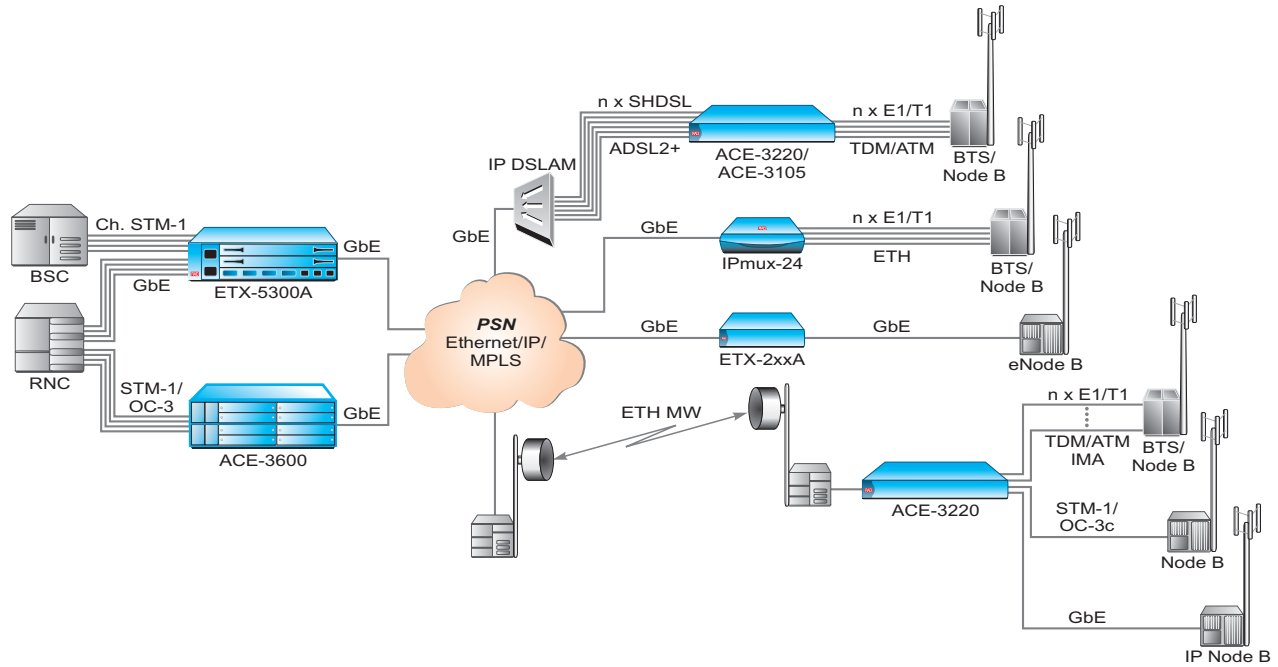 n x SHDSL
ADSL2+
ACE-3220/
ACE-3105
n x E1/T1
TDM/ATM
BTS/
Node B
IP DSLAM
GbE
BSC
Ch. STM-1
GbE
ETX-5300A
GbE
RNC
STM-1/
OC-3
ACE-3600
GbE
PSN
Ethernet/IP/
MPLS
GbE
IPmux-24
n x E1/T1
ETH
BTS/
Node B
GbE
ETX-2xxA
GbE
eNode B
ETH MW
ACE-3220
n x E1/T1
TDM/ATM
IMA
BTS/
Node B
STM-1/
OC-3c
Node B
GbE
IP Node B